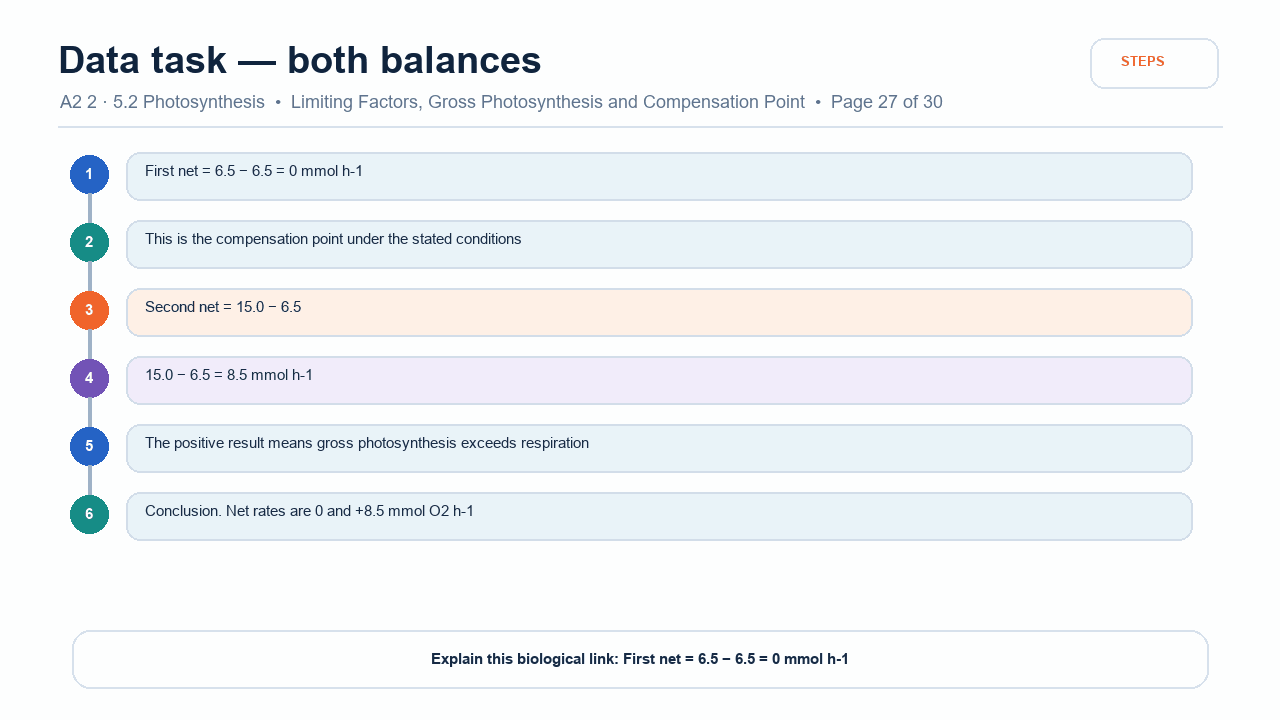 Data task — both balances
STEPS
A2 2 · 5.2 Photosynthesis • Limiting Factors, Gross Photosynthesis and Compensation Point • Page 27 of 30
1 First net = 6.5 − 6.5 = 0 mmol h-1
2 This is the compensation point under the stated conditions
3 Second net = 15.0 − 6.5
4 15.0 − 6.5 = 8.5 mmol h-1
5 The positive result means gross photosynthesis exceeds respiration
6 Conclusion. Net rates are 0 and +8.5 mmol O2 h-1
Explain this biological link: First net = 6.5 − 6.5 = 0 mmol h-1